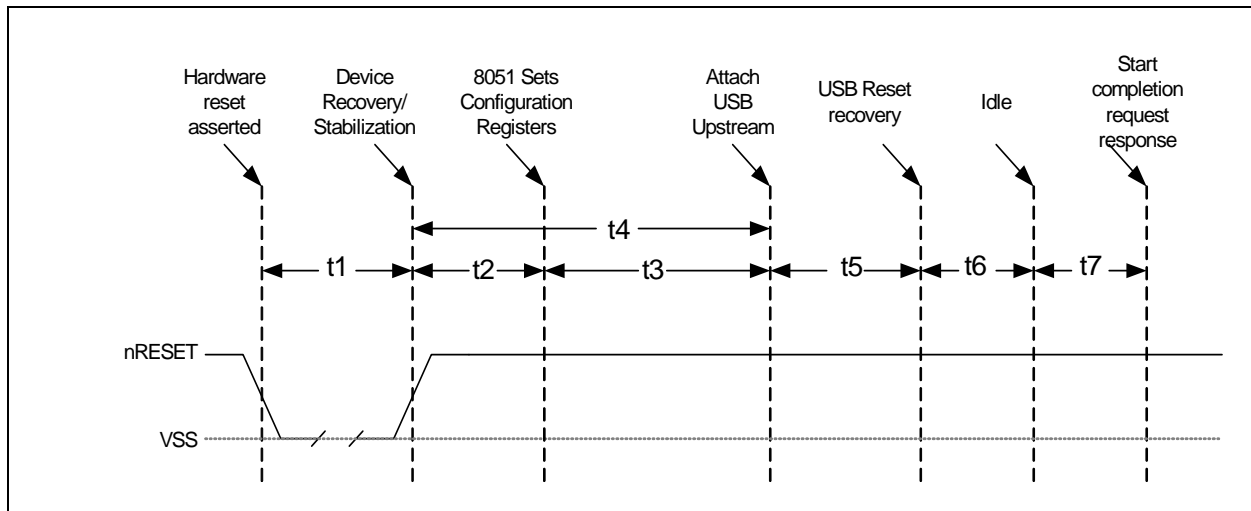 Hardware
reset
asserted
Device
Recovery/
Stabilization
8051 Sets
Configuration
Registers
Attach
USB
Upstream
USB Reset
recovery
Idle
Start
completion
request
response
t4
t1
t2
t3
t5
t6
t7
nRESET
VSS